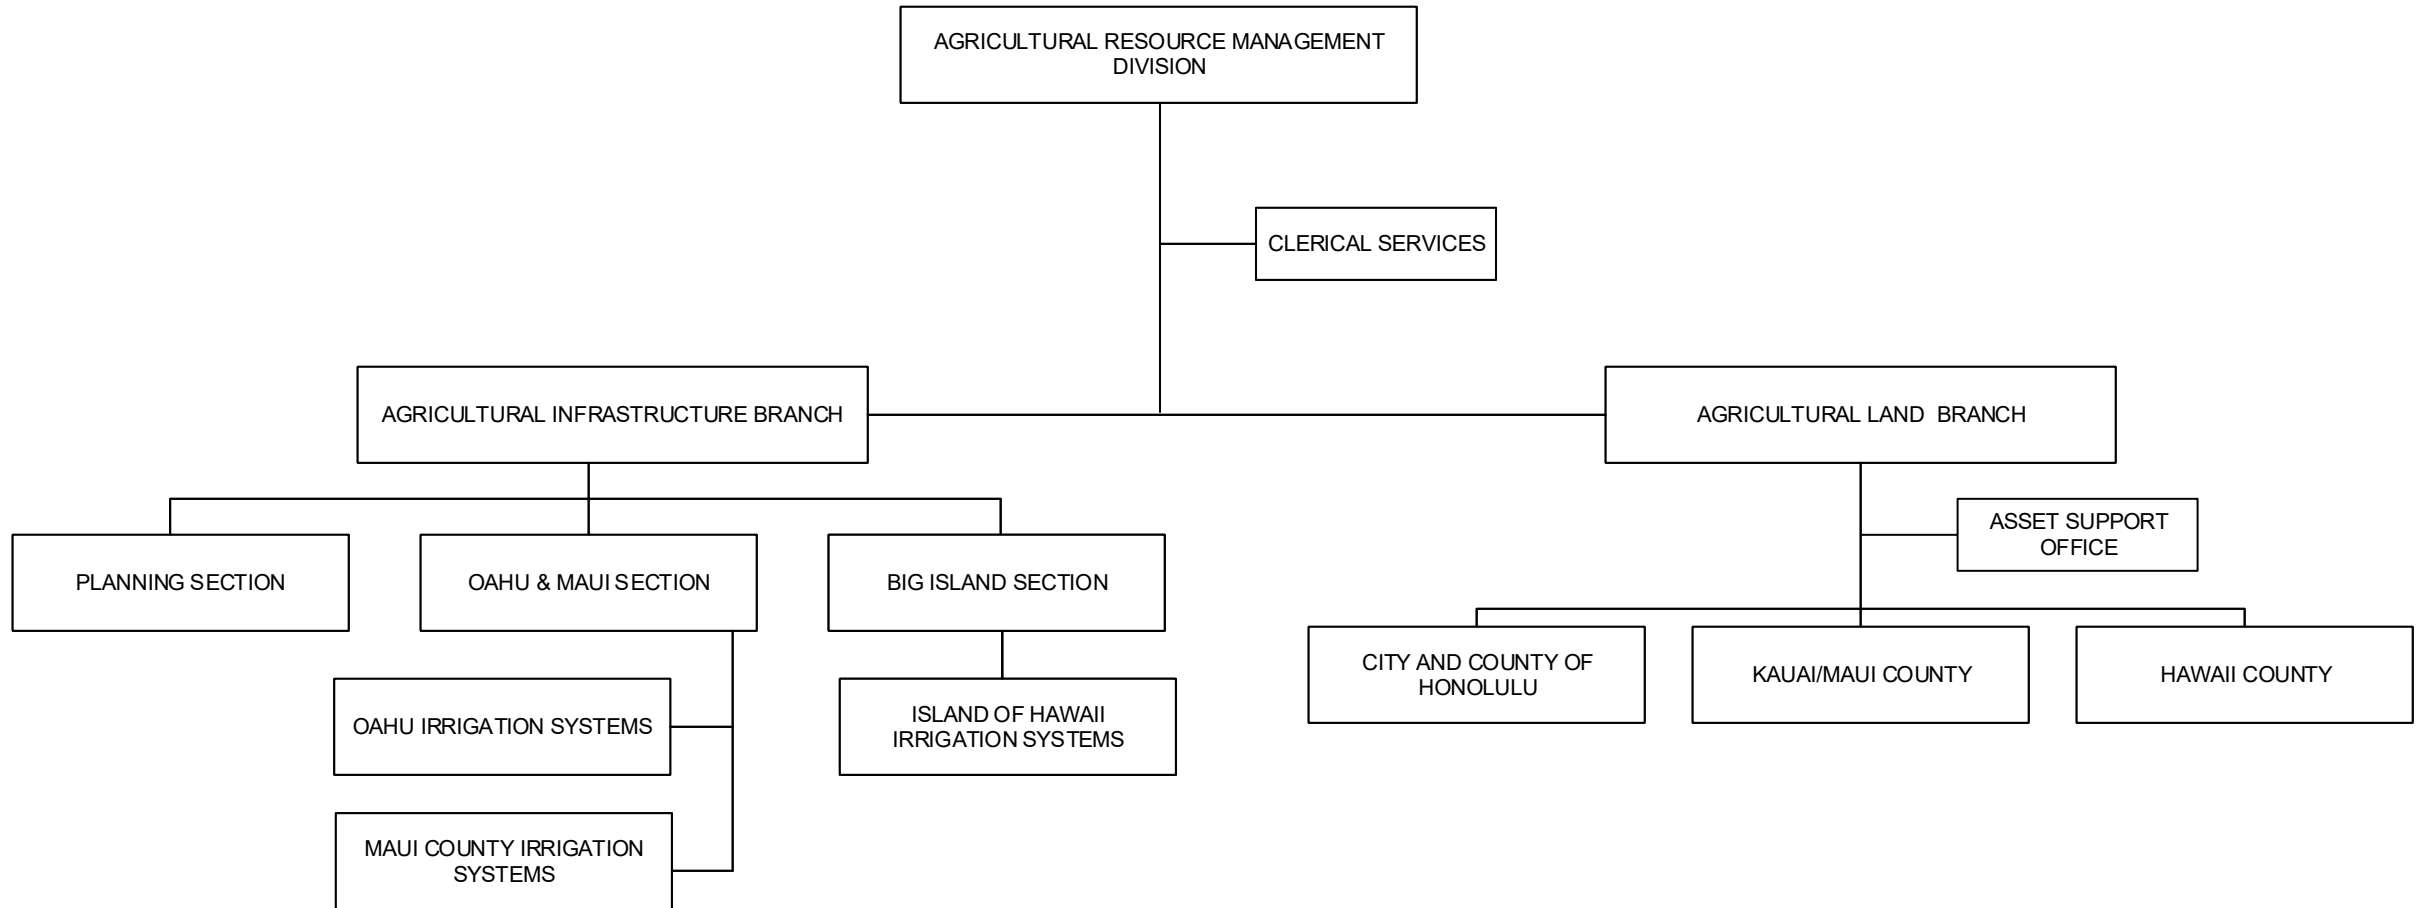 AGRICULTURAL RESOURCE MANAGEMENT
DIVISION
CLERICAL SERVICES
AGRICULTURAL INFRASTRUCTURE BRANCH
AGRICULTURAL LAND BRANCH
ASSET SUPPORT
OFFICE
PLANNING SECTION
OAHU & MAUI SECTION
BIG ISLAND SECTION
CITY AND COUNTY OF
HONOLULU
KAUAI/MAUI COUNTY
HAWAII COUNTY
OAHU IRRIGATION SYSTEMS
ISLAND OF HAWAII
IRRIGATION SYSTEMS
MAUI COUNTY IRRIGATION
SYSTEMS